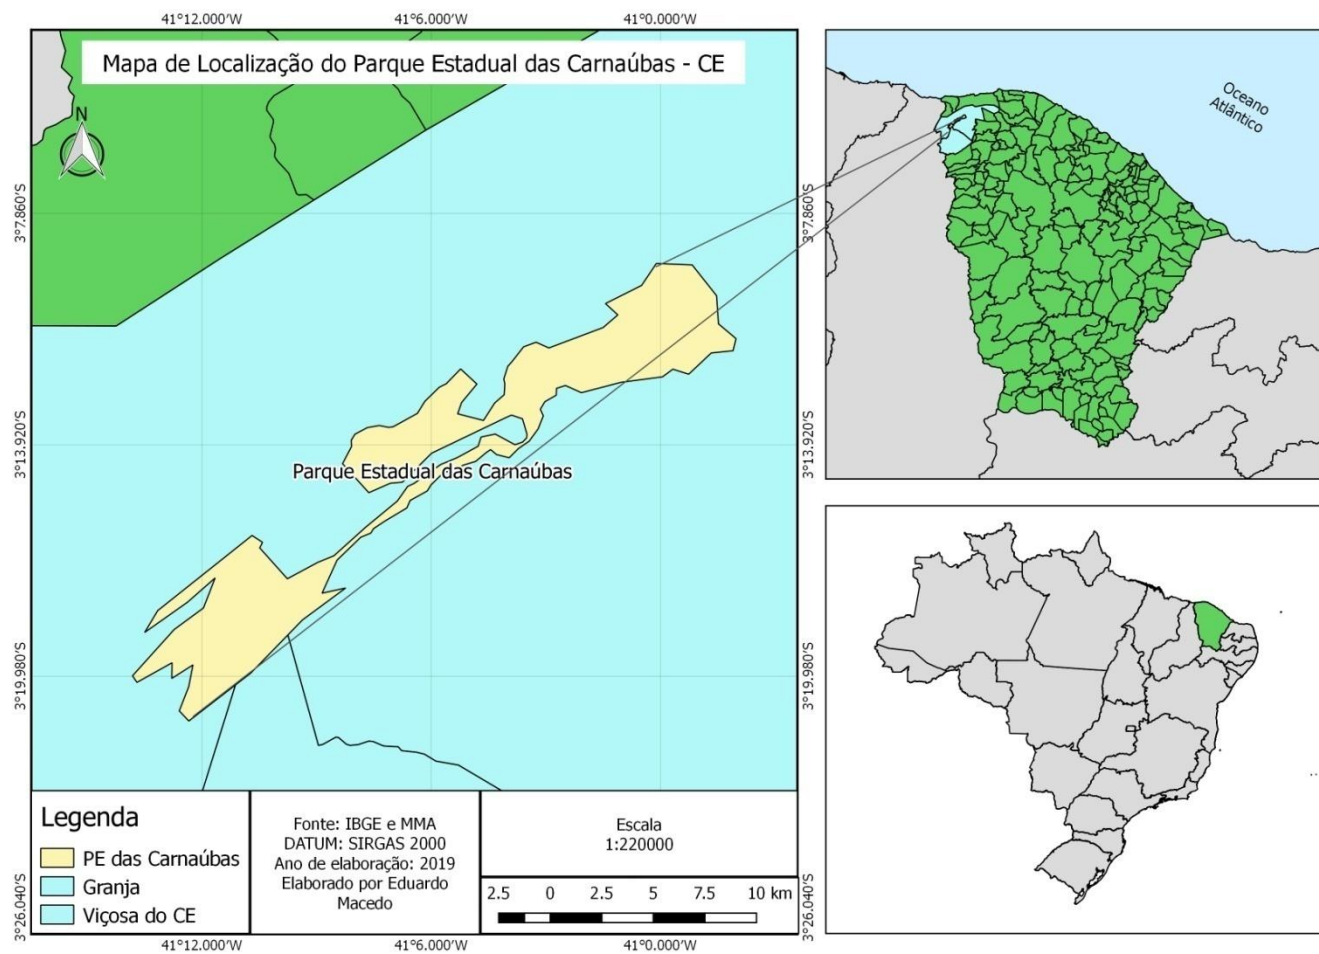 41°12.000'W 41°6.000'W 41°0.000'W
Mapa de Localização do Parque Estadual das Carnaúbas - CE
N
Oceano
Atlântico
3°7.860'S 3°7.860'S
3°13.920'S 3°13.920'S
Parque Estadual das Carnaúbas
3°19.980'S 3°19.980'S
Legenda
PE das Carnaúbas
Granja
Viçosa do CE
Fonte: IBGE e MMA
DATUM: SIRGAS 2000
Ano de elaboração: 2019
Elaborado por Eduardo
Macedo
Escala
1:220000
2.5 0 2.5 5 7.5 10 km
3°26.040'S 3°26.040'S
41°12.000'W 41°6.000'W 41°0.000'W